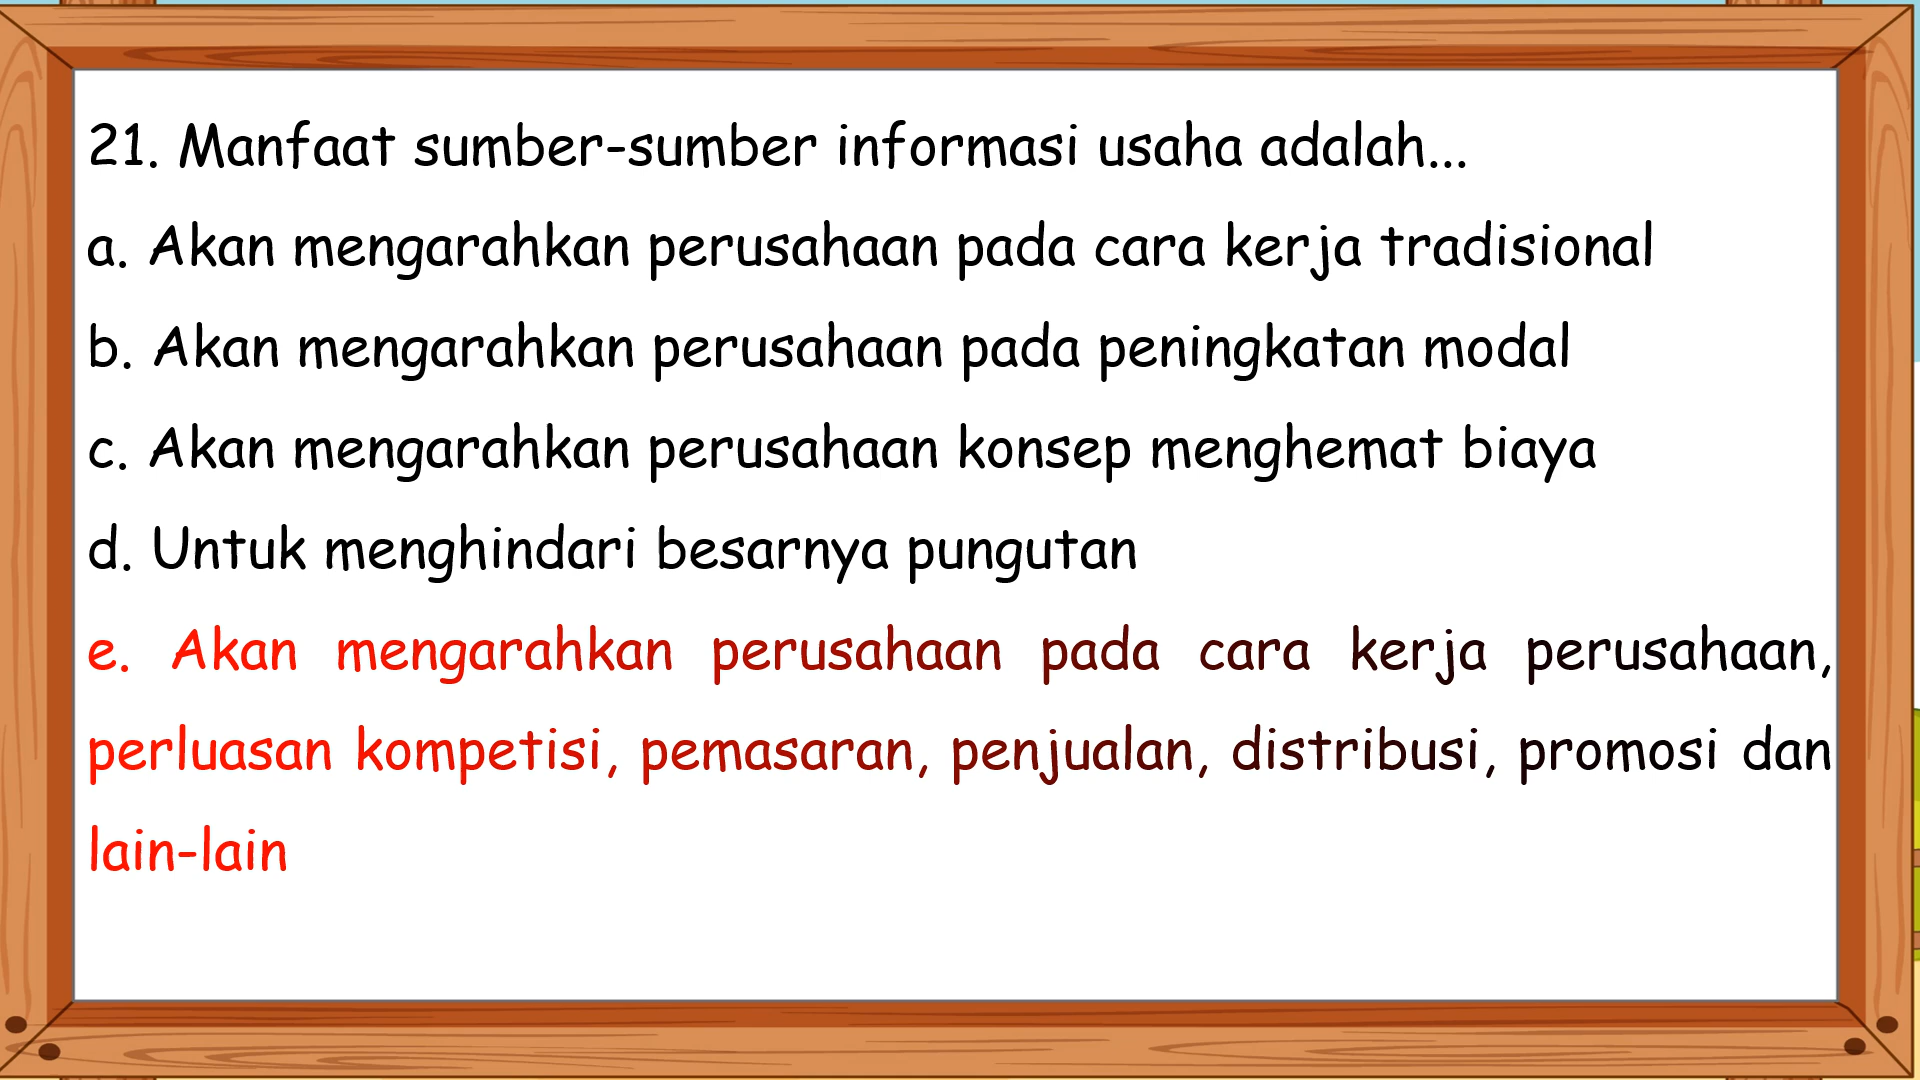 21. Manfaat sumber-sumber informasi usaha adalah...
a. Akan mengarahkan perusahaan pada cara kerja tradisional
b. Akan mengarahkan perusahaan pada peningkatan modal
c. Akan mengarahkan perusahaan konsep menghemat biaya
d. Untuk menghindari besarnya pungutan
e. Akan mengarahkan perusahaan pada cara kerja perusahaan,
perluasan kompetisi, pemasaran, penjualan, distribusi, promosi dan
lain-lain